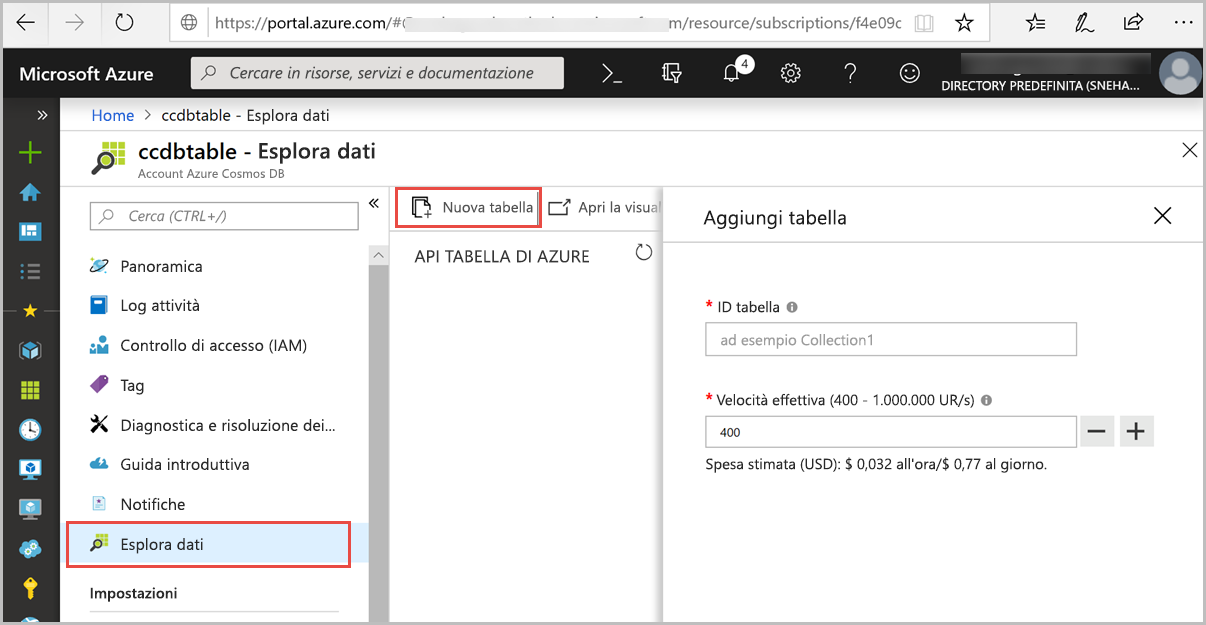 https://portal.azure.com/# m/resource/subscriptions/f4e09c
Microsoft Azure
Cercare in risorse, servizi e documentazione
4
DIRECTORY PREDEFINITA (SNEHA...
Home > ccdbtable - Esplora dati
ccdbtable - Esplora dati
Account Azure Cosmos DB
Cerca (CTRL+/)
Panoramica
Log attività
Controllo di accesso (IAM)
Tag
Diagnostica e risoluzione dei...
Guida introduttiva
Notifiche
Esplora dati
Impostazioni
Nuova tabella
Apri la visual
API TABELLA DI AZURE
Aggiungi tabella
* ID tabella
ad esempio Collection1
* Velocità effettiva (400 - 1.000.000 UR/s)
400
Spesa stimata (USD): $ 0,032 all'ora/$ 0,77 al giorno.